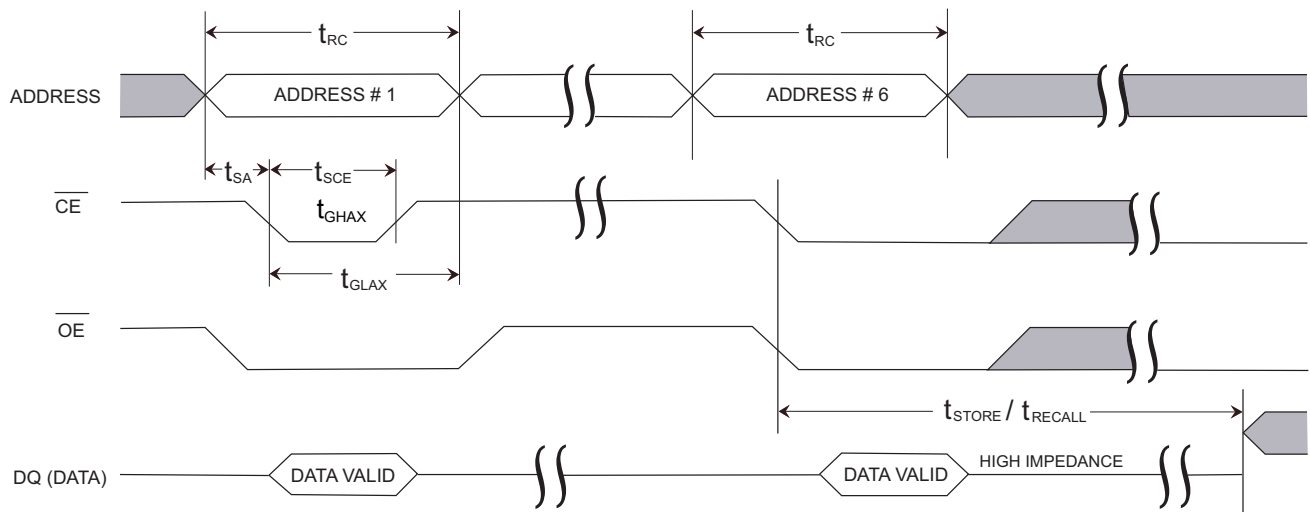 tRC tRC
ADDRESS ADDRESS # 1 ADDRESS # 6
tSA tSCE
CE
tGHAX
tGLAX
OE
tSTORE / tRECALL
DQ (DATA) DATA VALID DATA VALID HIGH IMPEDANCE